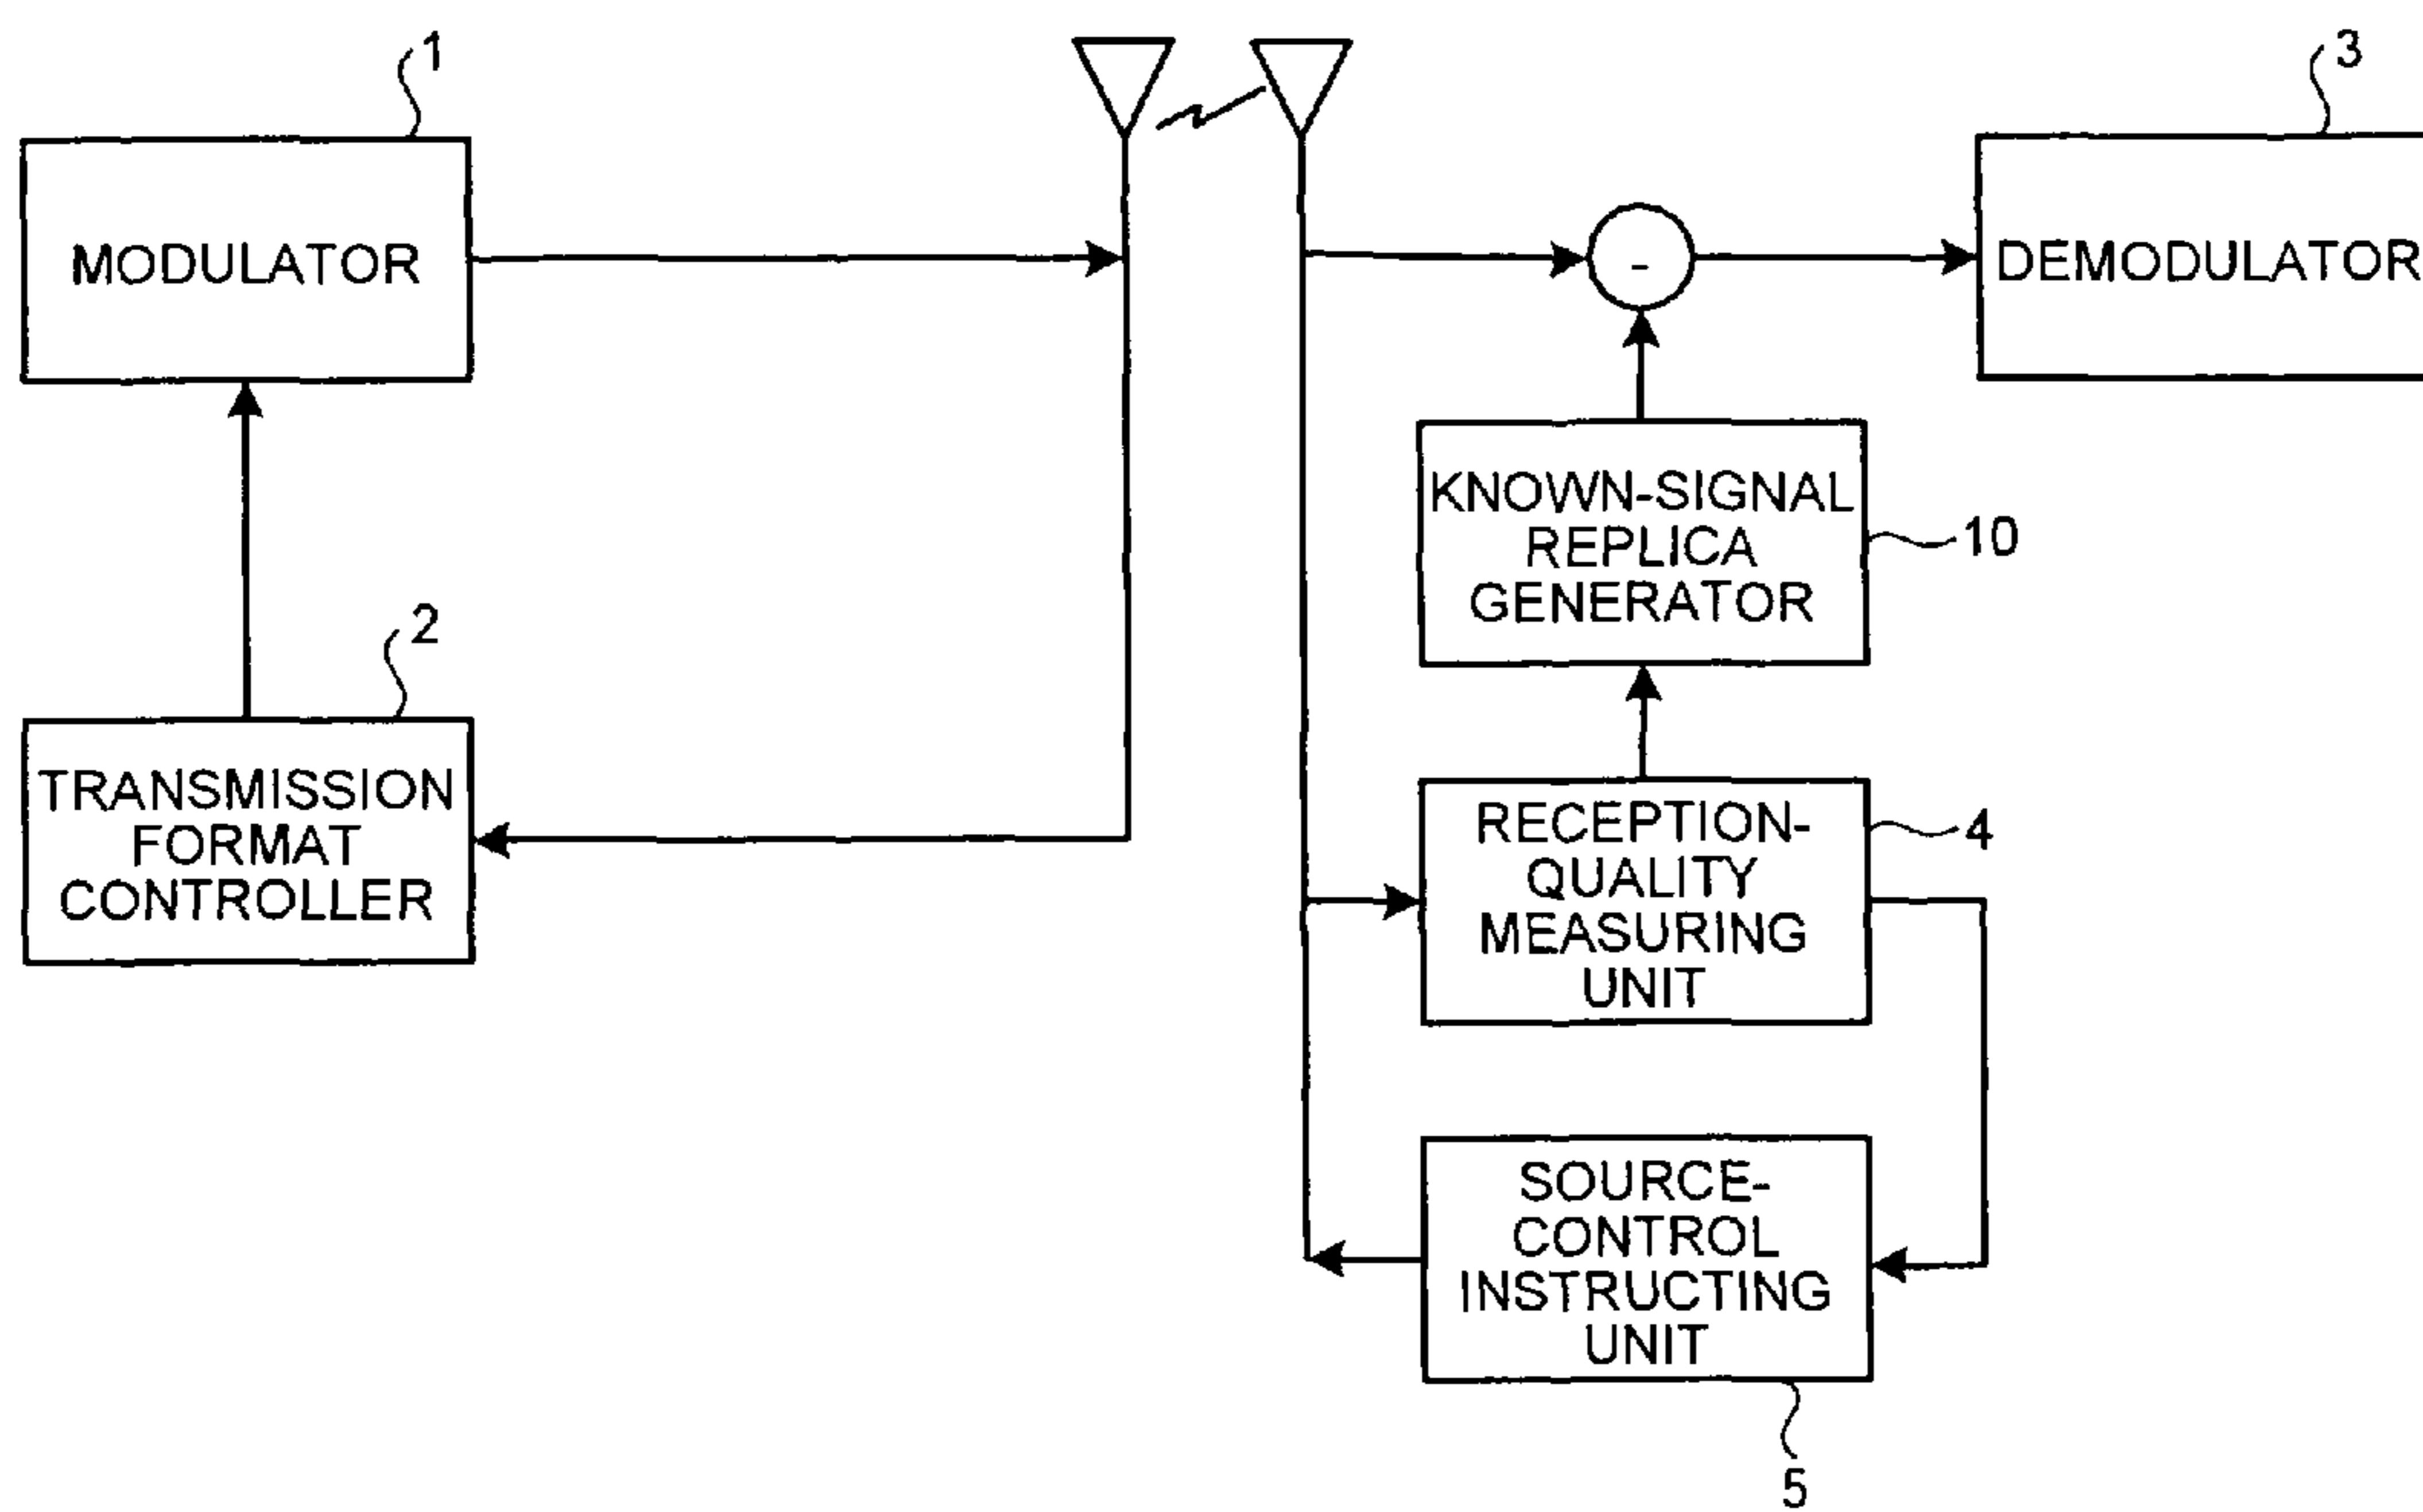 1
3
MODULATOR
-
DEMODULATOR
KNOWN-SIGNAL
REPLICA
GENERATOR
10
2
TRANSMISSION
FORMAT
CONTROLLER
RECEPTION-
QUALITY
MEASURING
UNIT
4
SOURCE-
CONTROL
INSTRUCTING
UNIT
5